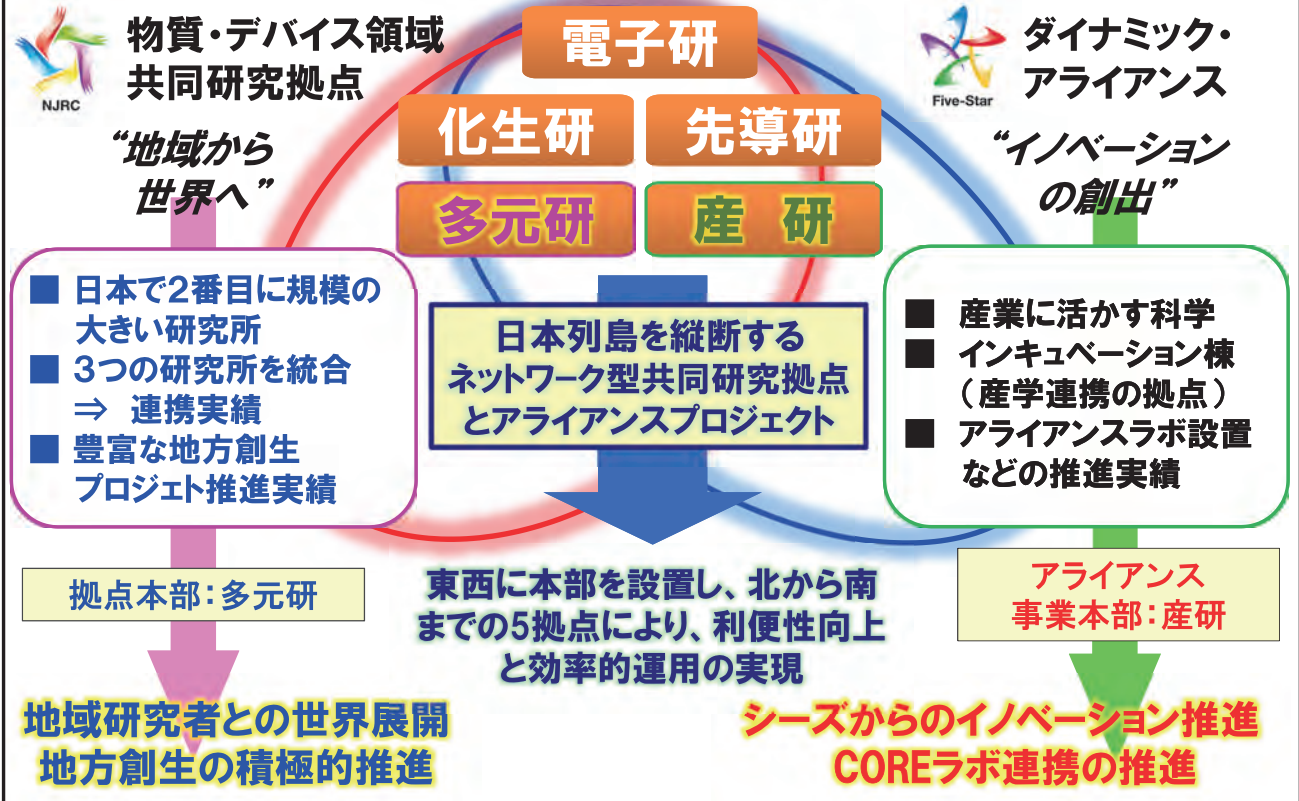 NJRC
物質・デバイス領域
共同研究拠点
“地域から
世界へ”
電子研
化生研
先導研
多元研
産 研
Five-Star
ダイナミック・
アライアンス
“イノベーション
の創出”
■ 日本で2番目に規模の
大きい研究所
■ 3つの研究所を統合
⇒ 連携実績
■ 豊富な地方創生
プロジェト推進実績
日本列島を縦断する
ネットワーク型共同研究拠点
とアライアンスプロジェクト
■ 産業に活かす科学
■ インキュベーション棟
（産学連携の拠点）
■ アライアンスラボ設置
などの推進実績
拠点本部：多元研
東西に本部を設置し、北から南
までの5拠点により、利便性向上
と効率的運用の実現
アライアンス
事業本部：産研
地域研究者との世界展開
地方創生の積極的推進
シーズからのイノベーション推進
COREラボ連携の推進